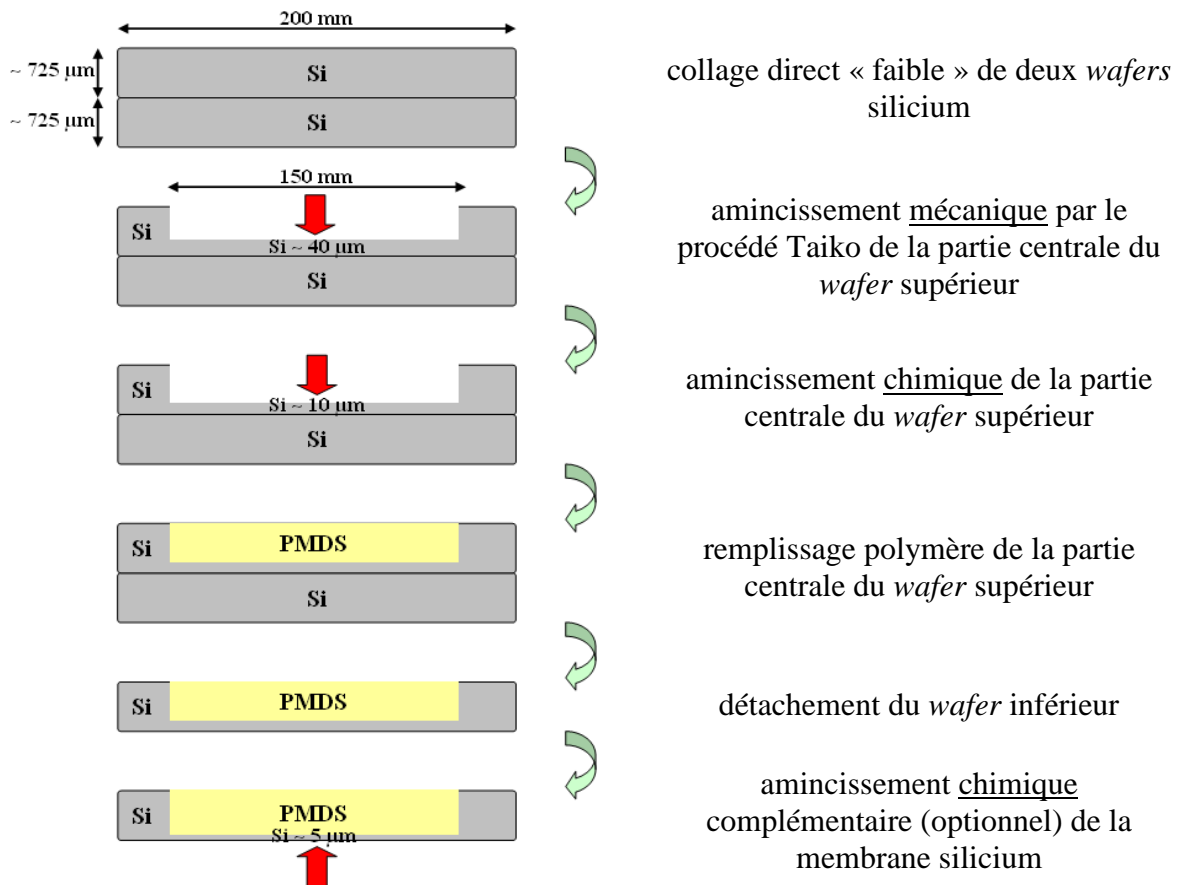 200 mm
~ 725 µm
Si
~ 725 µm
Si
collage direct « faible » de deux wafers
silicium
150 mm
Si
Si ~ 40 µm
Si
amincissement mécanique par le
procédé Taiko de la partie centrale du
wafer supérieur
Si
Si ~ 10 µm
Si
amincissement chimique de la partie
centrale du wafer supérieur
Si
PMDS
Si
remplissage polymère de la partie
centrale du wafer supérieur
Si
PMDS
détachement du wafer inférieur
Si
PMDS
Si ~ 5 µm
amincissement chimique
complémentaire (optionnel) de la
membrane silicium